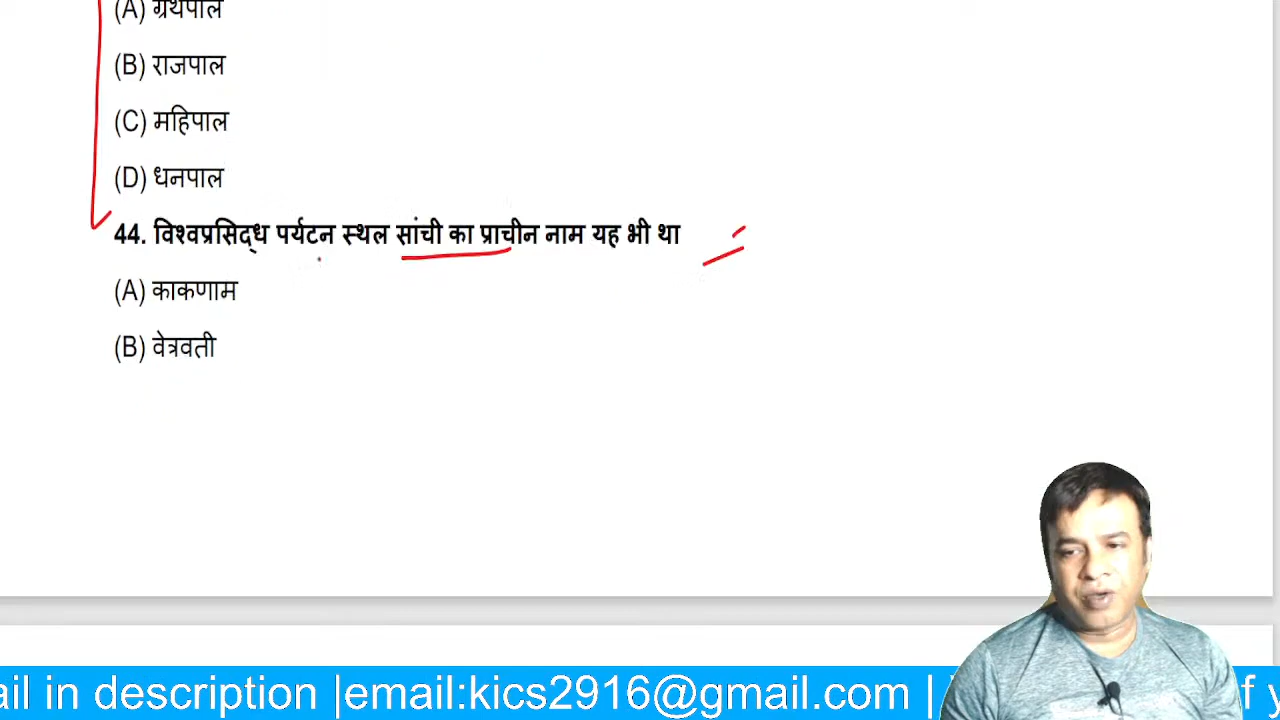 (A) ग्रंथपाल
(B) राजपाल
(C) महिपाल
(D) धनपाल
44. विश्वप्रसिद्ध पर्यटन स्थल सांची का प्राचीन नाम यह भी था
(A) काकणाम
(B) वेत्रवती
ail in description |email:kics2916@gmail.com |